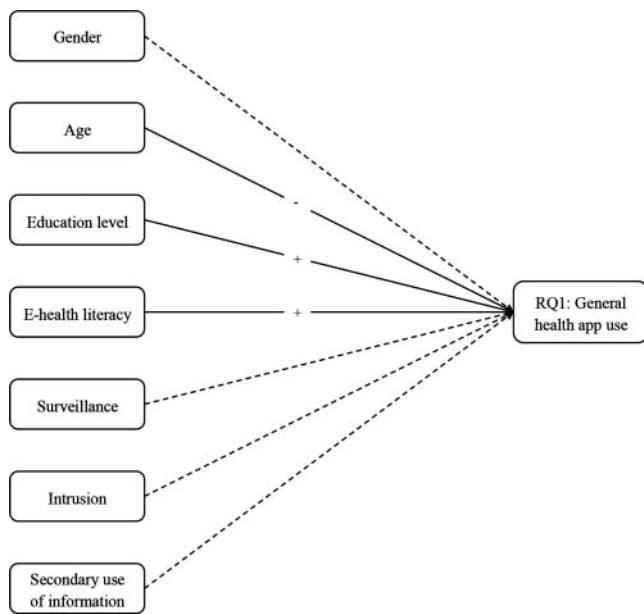 Gender
Age
-
Education level
+
E-health literacy
+
RQ1: General
health app use
Surveillance
Intrusion
Secondary use
of information